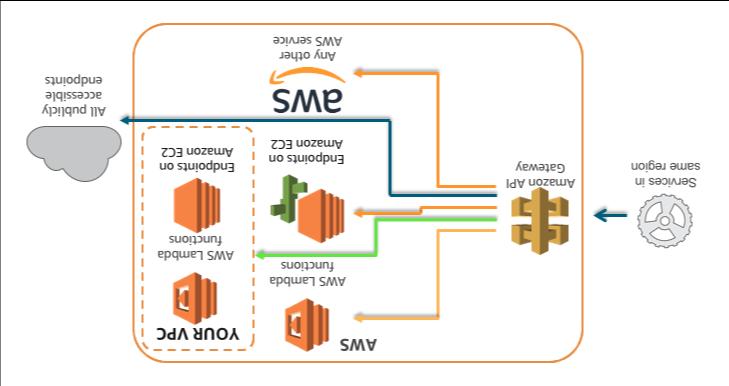 AWS
YOUR VPC
AWS Lambda
functions
AWS Lambda
functions
Services in
same region
Amazon API
Gateway
Endpoints on
Amazon EC2
Endpoints on
Amazon EC2
All publicly
accessible
endpoints
aws
Any other
AWS service